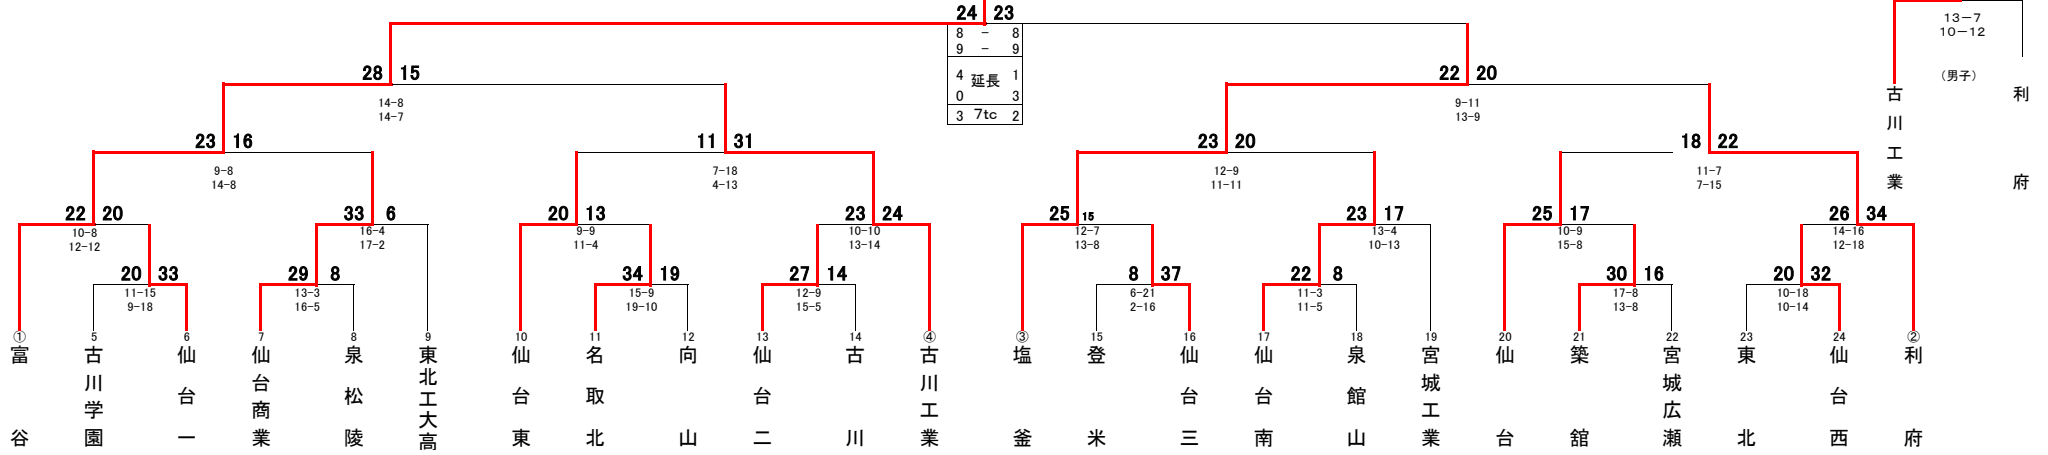 24 23
8 － 8
9 － 9
4 延長 1
0 3
3 7tc 2
13－7
10－12
（男子）
古川工業
利府
28 15
14-8
14-7
22 20
9-11
13-9
23 16
9-8
14-8
11 31
7-18
4-13
23 20
12-9
11-11
18 22
11-7
7-15
22 20
10-8
12-12
33 6
16-4
17-2
20 13
9-9
11-4
23 24
10-10
13-14
25 15
12-7
13-8
23 17
13-4
10-13
25 17
10-9
15-8
26 34
14-16
12-18
20 33
11-15
9-18
29 8
13-3
16-5
34 19
15-9
19-10
27 14
12-9
15-5
8 37
6-21
2-16
22 8
11-3
11-5
30 16
17-8
13-8
20 32
10-18
10-14
① 富谷
5 古川学園
6 仙台一
7 仙台商業
8 泉松陵
9 東北工大高
10 仙台東
11 名取北
12 向山
13 仙台二
14 古川
④ 古川工業
③ 塩釜
15 登米
16 仙台三
17 仙台南
18 泉館山
19 宮城工業
20 仙台
21 築舘
22 宮城広瀬
23 東北
24 仙台西
② 利府